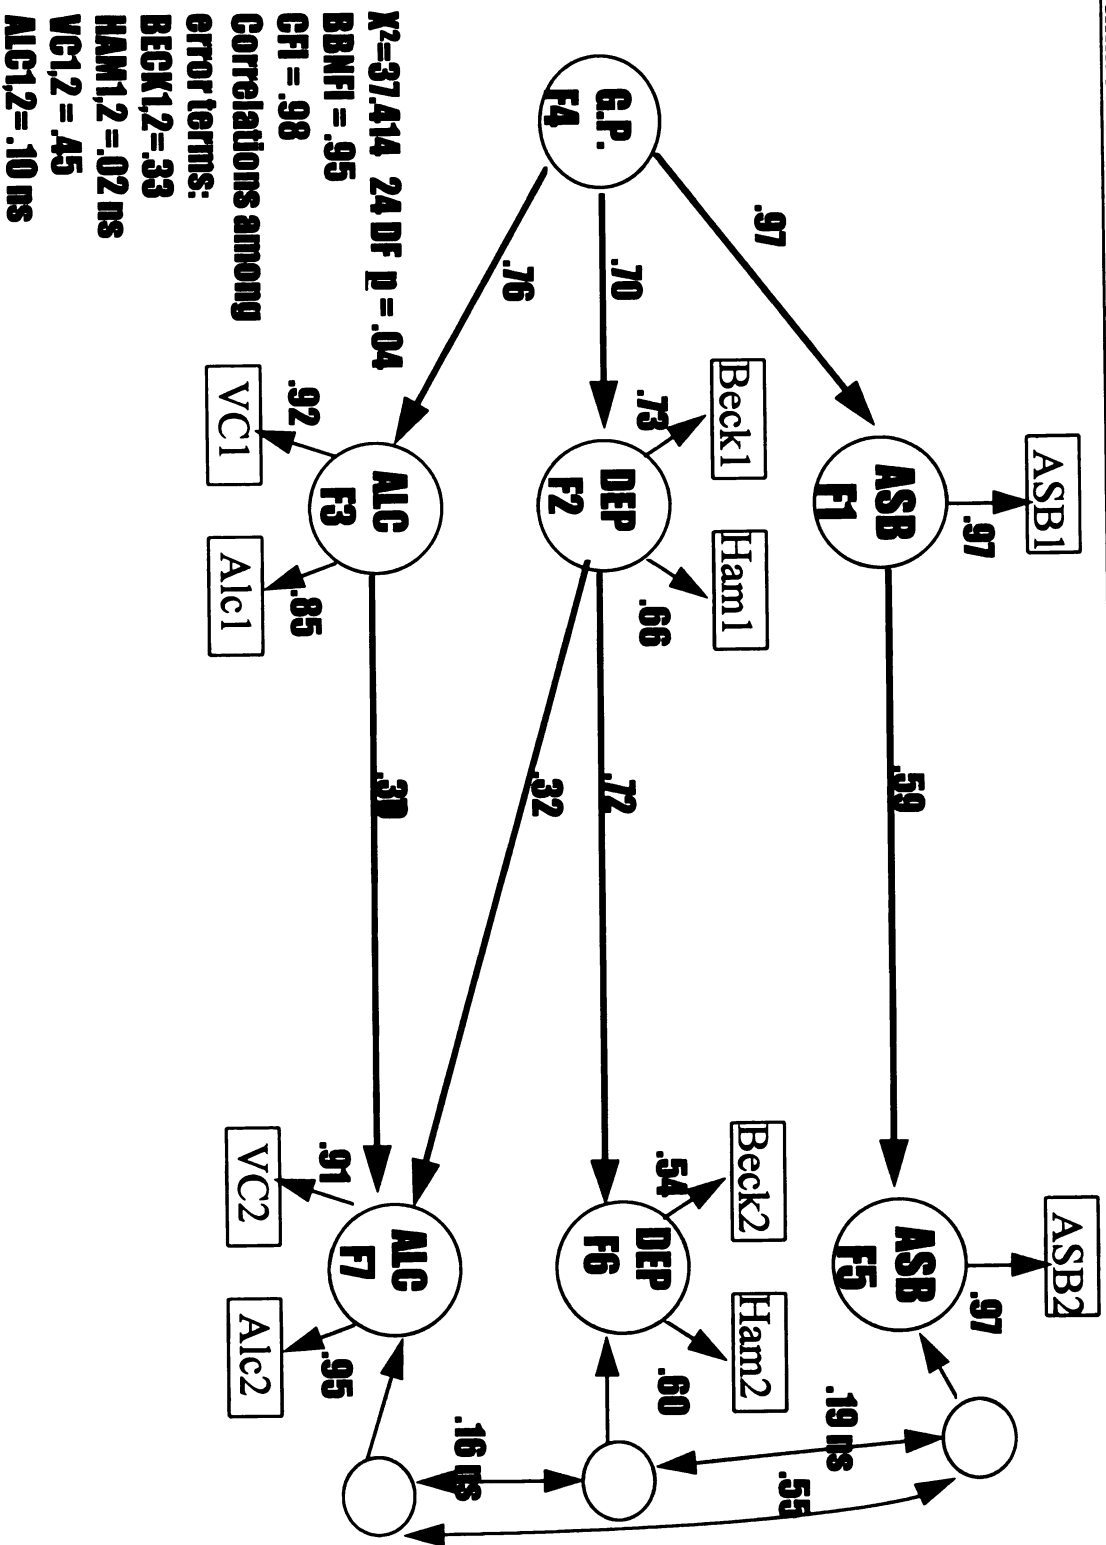 ASB1
.97
ASB2
.97
ASB
F1
.59
ASB
F5
.97
Beck1
.73
Ham1
.66
Beck2
.54
Ham2
.60
.19 ns
G.P.
F4
.70
DEP
F2
.72
DEP
F6
.55
.76
.32
.16 ns
ALC
F3
ALC
F7
.92
VC1
.85
Alc1
.91
VC2
.95
Alc2
X²=37.414 24 DF p = .04
BBNFI = .95
CFI = .98
Correlations among
error terms:
BECK1,2=.33
HAM1,2 =.02 ns
VC1,2 = .45
ALC1,2= .10 ns